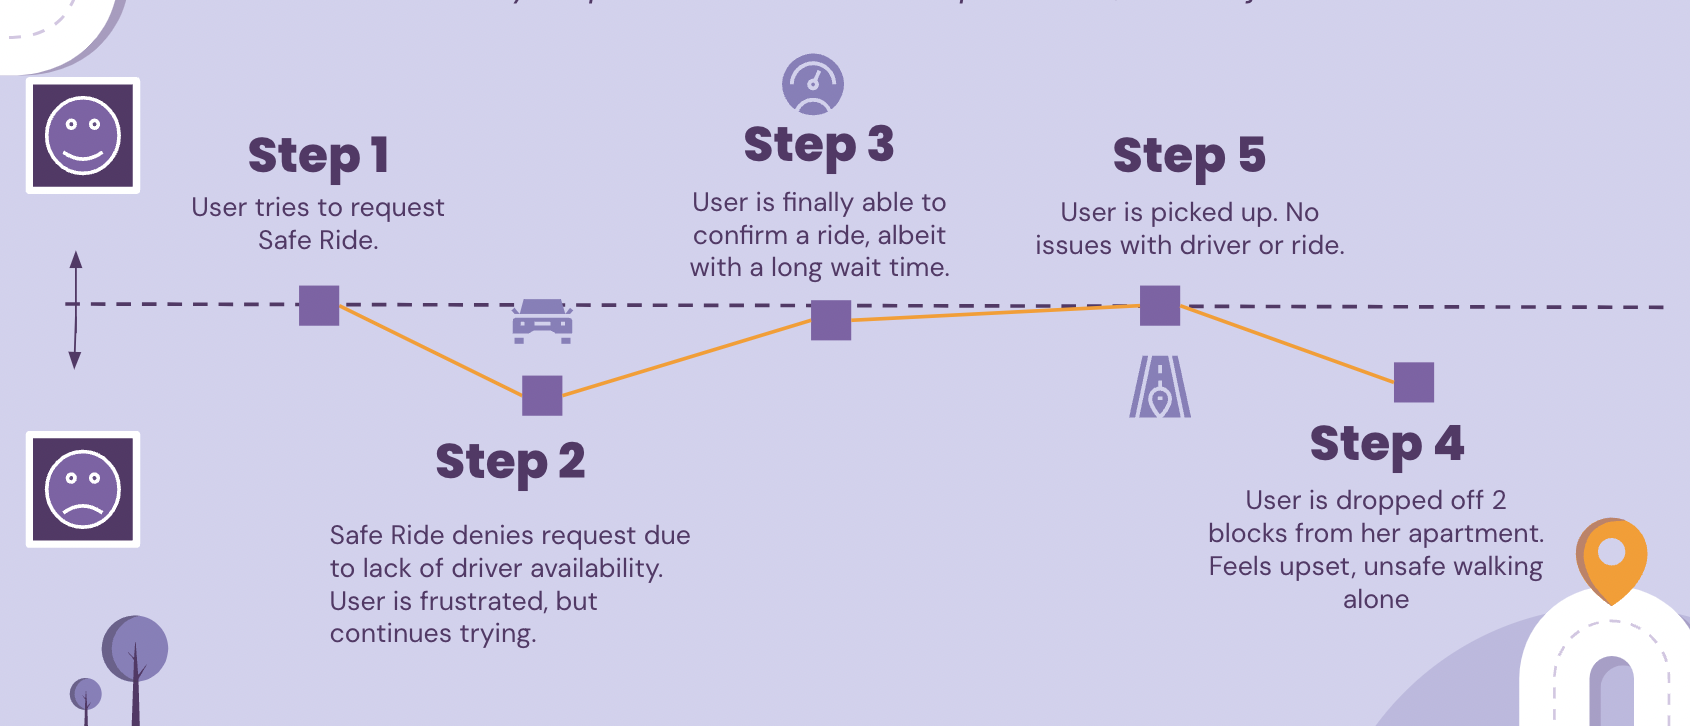 Step 1
User tries to request
Safe Ride.
Step 2
Safe Ride denies request due
to lack of driver availability.
User is frustrated, but
continues trying.
Step 3
User is finally able to
confirm a ride, albeit
with a long wait time.
Step 5
User is picked up. No
issues with driver or ride.
Step 4
User is dropped off 2
blocks from her apartment.
Feels upset, unsafe walking
alone